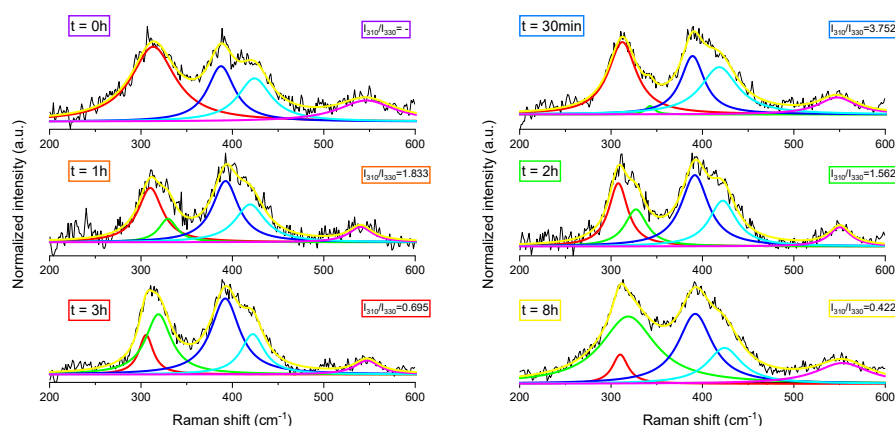 t = 0h
I310/I330= -
200 300 400 500 600
t = 30min
I310/I330=3.752
200 300 400 500 600
t = 1h
I310/I330=1.833
200 300 400 500 600
t = 2h
I310/I330=1.562
200 300 400 500 600
t = 3h
I310/I330=0.695
200 300 400 500 600
t = 8h
I310/I330=0.422
200 300 400 500 600
Normalized intensity (a.u.)
Normalized intensity (a.u.)
Raman shift (cm-1)
Raman shift (cm-1)